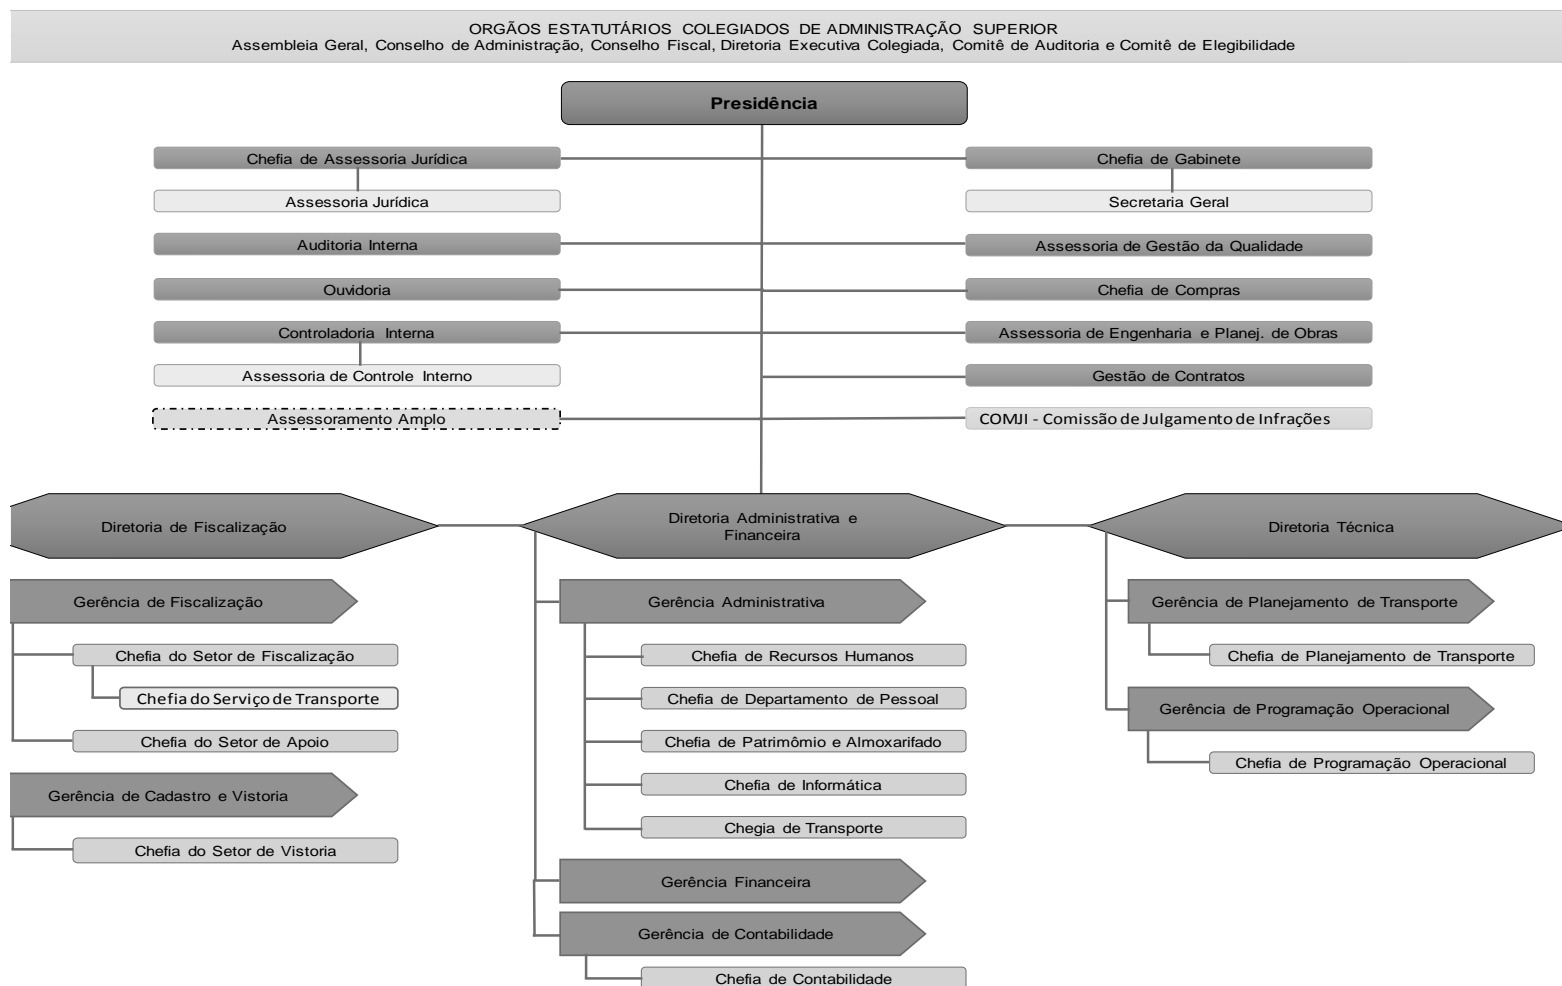 ORGÃOS ESTATUTÁRIOS COLEGIADOS DE ADMINISTRAÇÃO SUPERIOR
Assembleia Geral, Conselho de Administração, Conselho Fiscal, Diretoria Executiva Colegiada, Comitê de Auditoria e Comitê de Elegibilidade
Presidência
Chefia de Assessoria Jurídica
Chefia de Gabinete
Assessoria Jurídica
Secretaria Geral
Auditoria Interna
Assessoria de Gestão da Qualidade
Ouvidoria
Chefia de Compras
Controladoria Interna
Assessoria de Engenharia e Planej. de Obras
Assessoria de Controle Interno
Gestão de Contratos
Assessoramento Amplo
COMJI - Comissão de Julgamento de Infrações
Diretoria de Fiscalização
Diretoria Administrativa e
Financeira
Diretoria Técnica
Gerência de Fiscalização
Chefia do Setor de Fiscalização
Chefia do Serviço de Transporte
Chefia do Setor de Apoio
Gerência de Cadastro e Vistoria
Chefia do Setor de Vistoria
Gerência Administrativa
Chefia de Recursos Humanos
Chefia de Departamento de Pessoal
Chefia de Patrimômio e Almoxarifado
Chefia de Informática
Chegia de Transporte
Gerência Financeira
Gerência de Contabilidade
Chefia de Contabilidade
Gerência de Planejamento de Transporte
Chefia de Planejamento de Transporte
Gerência de Programação Operacional
Chefia de Programação Operacional